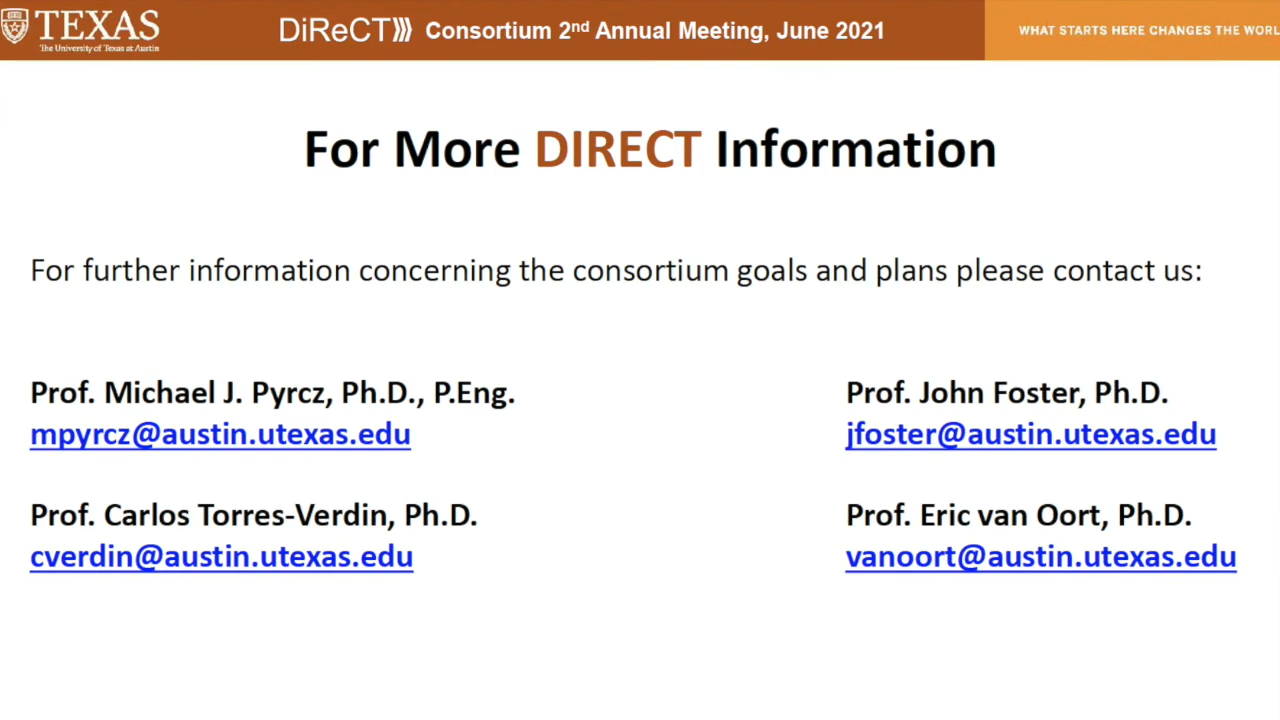 TEXAS
The University of Texas at Austin
DiReCT Consortium 2nd Annual Meeting, June 2021
WHAT STARTS HERE CHANGES THE WORL
For More DIRECT Information
For further information concerning the consortium goals and plans please contact us:
Prof. Michael J. Pyrcz, Ph.D., P.Eng.
mpyrcz@austin.utexas.edu
Prof. John Foster, Ph.D.
jfoster@austin.utexas.edu
Prof. Carlos Torres-Verdin, Ph.D.
cverdin@austin.utexas.edu
Prof. Eric van Oort, Ph.D.
vanoort@austin.utexas.edu